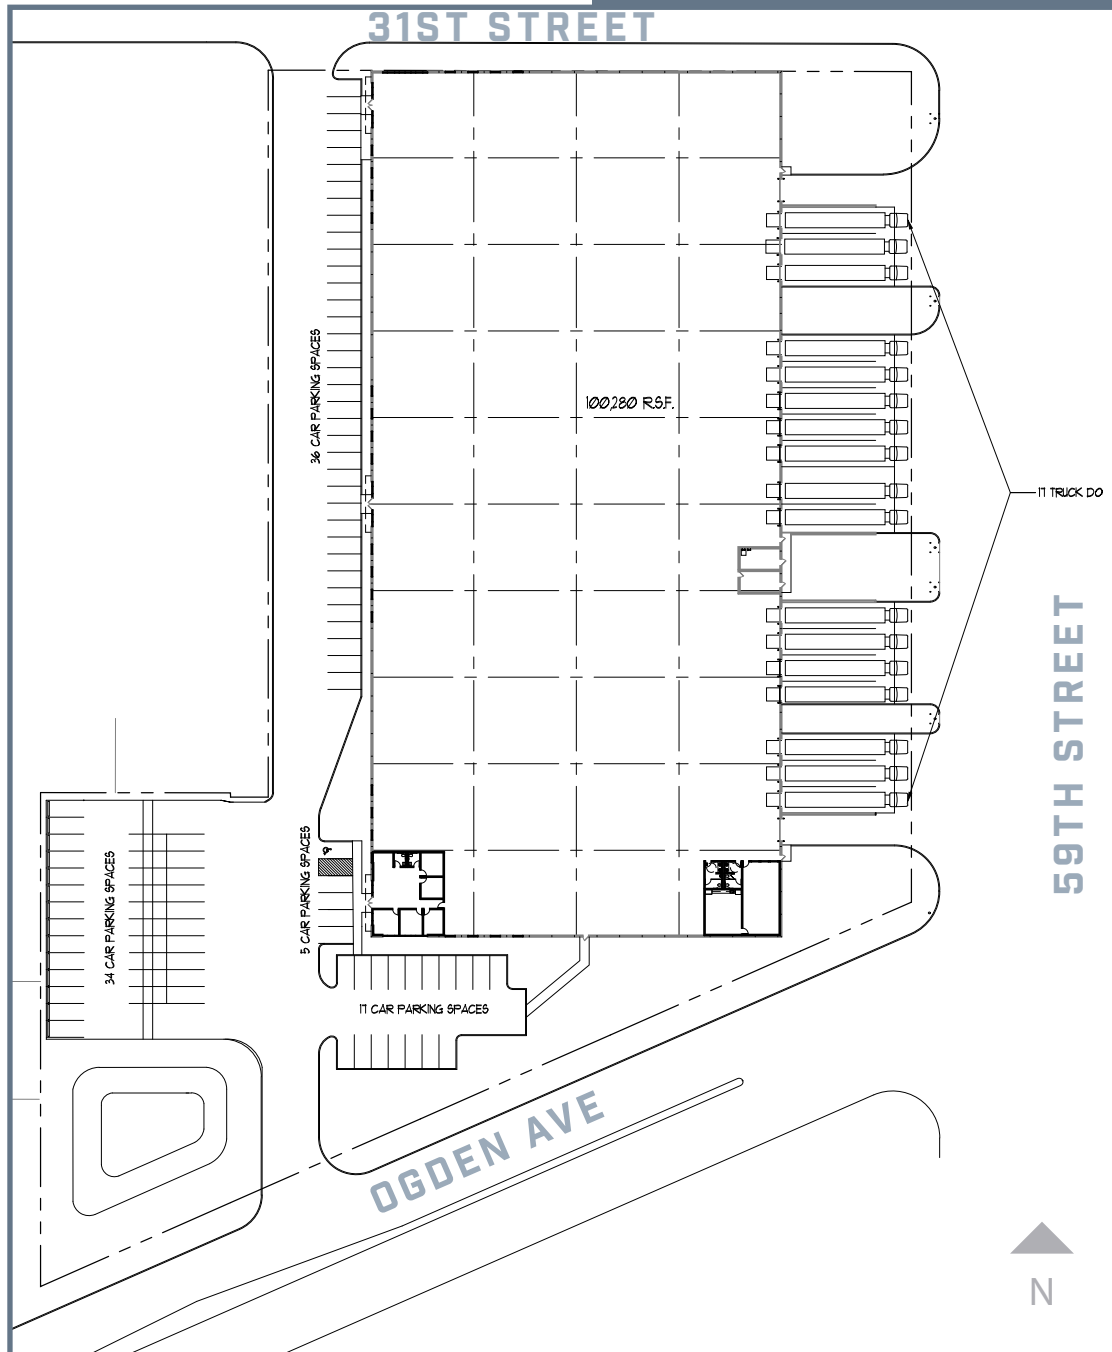 31ST STREET
36 CAR PARKING SPACES
100,280 R.S.F.
17 TRUCK DO
59TH STREET
5 CAR PARKING SPACES
34 CAR PARKING SPACES
17 CAR PARKING SPACES
OGDEN AVE
N